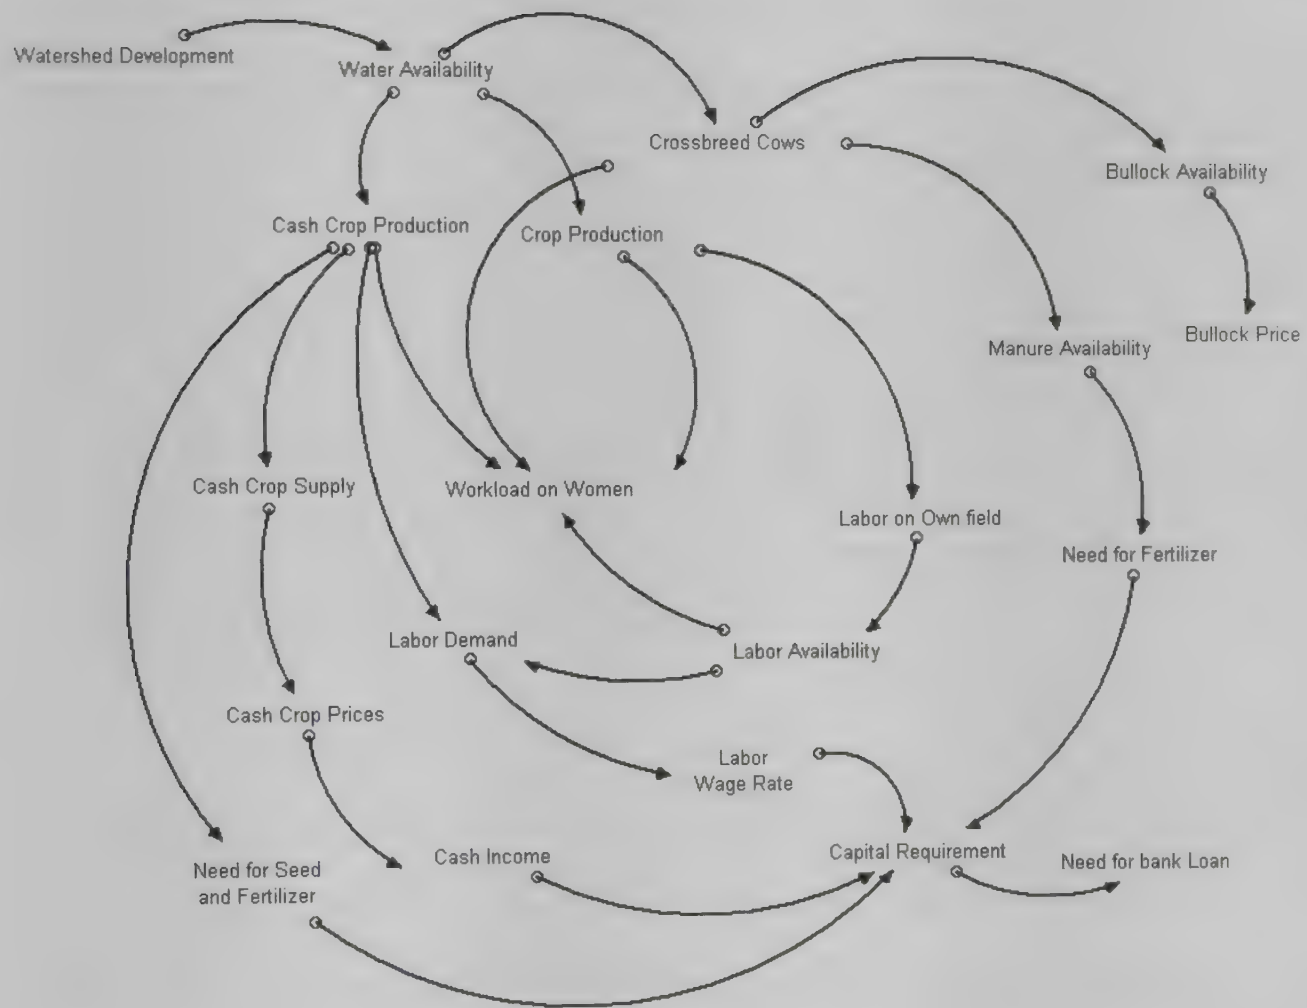 Watershed Development
Water Availability
Crossbreed Cows
Bullock Availability
Cash Crop Production
Crop Production
Bullock Price
Manure Availability
Cash Crop Supply
Workload on Women
Labor on Own field
Need for Fertilizer
Labor Demand
Labor Availability
Cash Crop Prices
Labor
Wage Rate
Need for Seed
and Fertilizer
Cash Income
Capital Requirement
Need for bank Loan